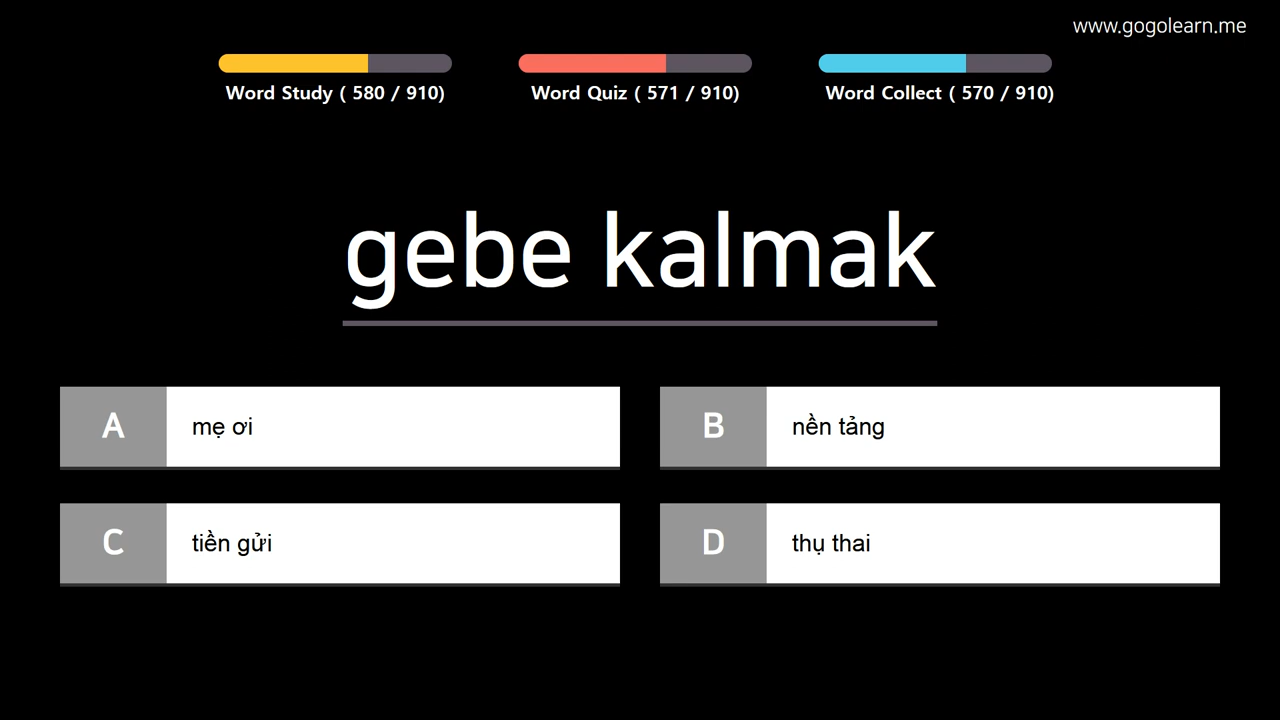 www.gogolearn.me
Word Study ( 580 / 910)
Word Quiz ( 571 / 910)
Word Collect ( 570 / 910)
gebe kalmak
A
mẹ ơi
B
nền tảng
C
tiền gửi
D
thụ thai